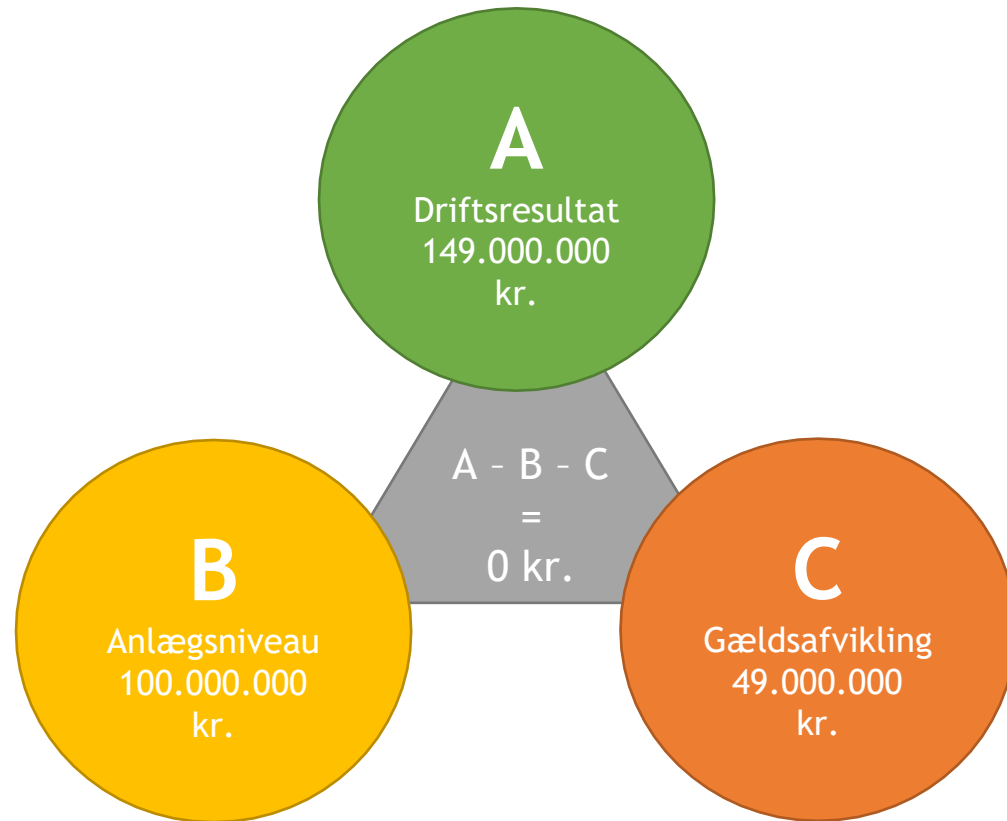 A
Driftsresultat
149.000.000
kr.
A – B – C
=
0 kr.
B
Anlægsniveau
100.000.000
kr.
C
Gældsafvikling
49.000.000
kr.